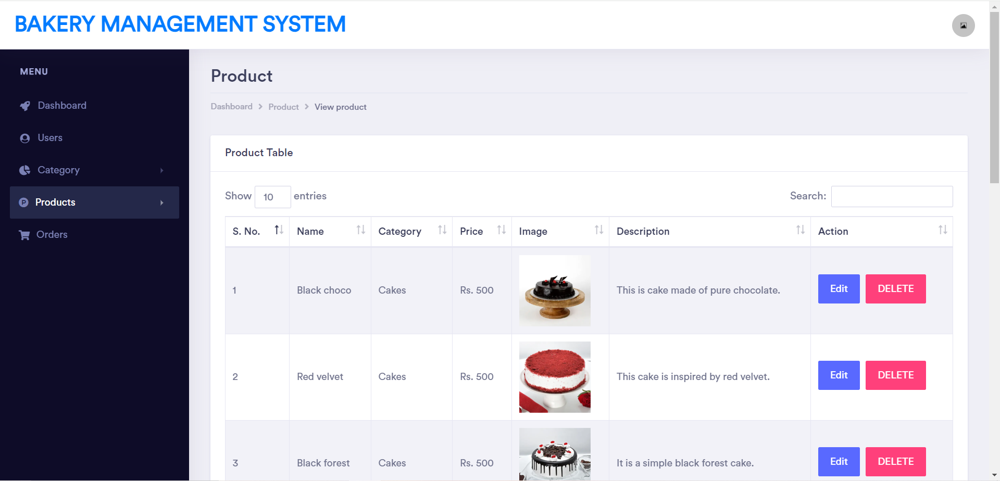 BAKERY MANAGEMENT SYSTEM
MENU
Dashboard
Users
Category
Products
Orders
Product
Dashboard > Product > View product
Product Table
Show 10 entries
Search:
S. No. Name Category Price Image Description Action
1 Black choco Cakes Rs. 500 This is cake made of pure chocolate. Edit DELETE
2 Red velvet Cakes Rs. 500 This cake is inspired by red velvet. Edit DELETE
3 Black forest Cakes Rs. 500 It is a simple black forest cake. Edit DELETE